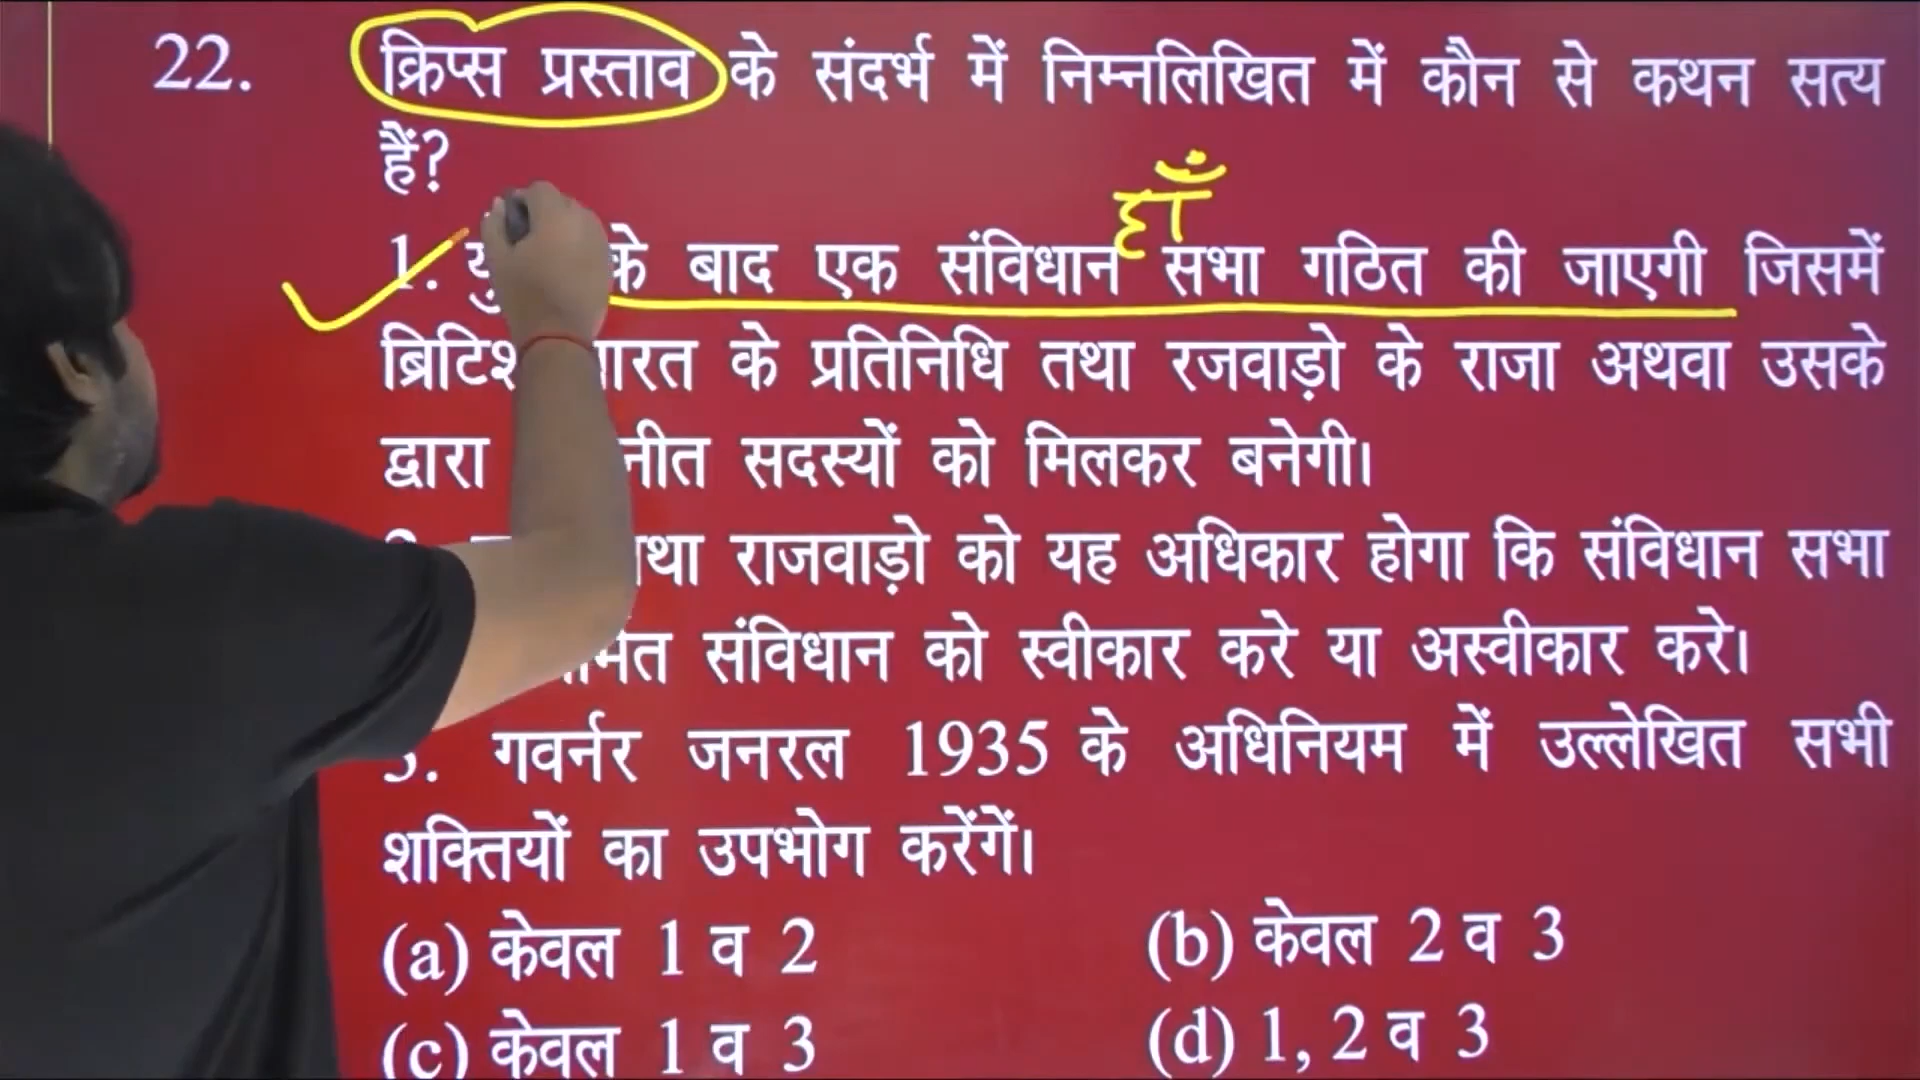 22. क्रिप्स प्रस्ताव के संदर्भ में निम्नलिखित में कौन से कथन सत्य
हैं?
हाँ
1. के बाद एक संविधान सभा गठित की जाएगी जिसमें
के प्रतिनिधि तथा रजवाड़ो के राजा अथवा उसके
द्वारा सदस्यों को मिलकर बनेगी।
राजवाड़ो को यह अधिकार होगा कि संविधान सभा
संविधान को स्वीकार करे या अस्वीकार करे।
3. गवर्नर जनरल 1935 के अधिनियम में उल्लेखित सभी
शक्तियों का उपभोग करेंगें।
(a) केवल 1 व 2 (b) केवल 2 व 3
(c) केवल 1 व 3 (d) 1, 2 व 3